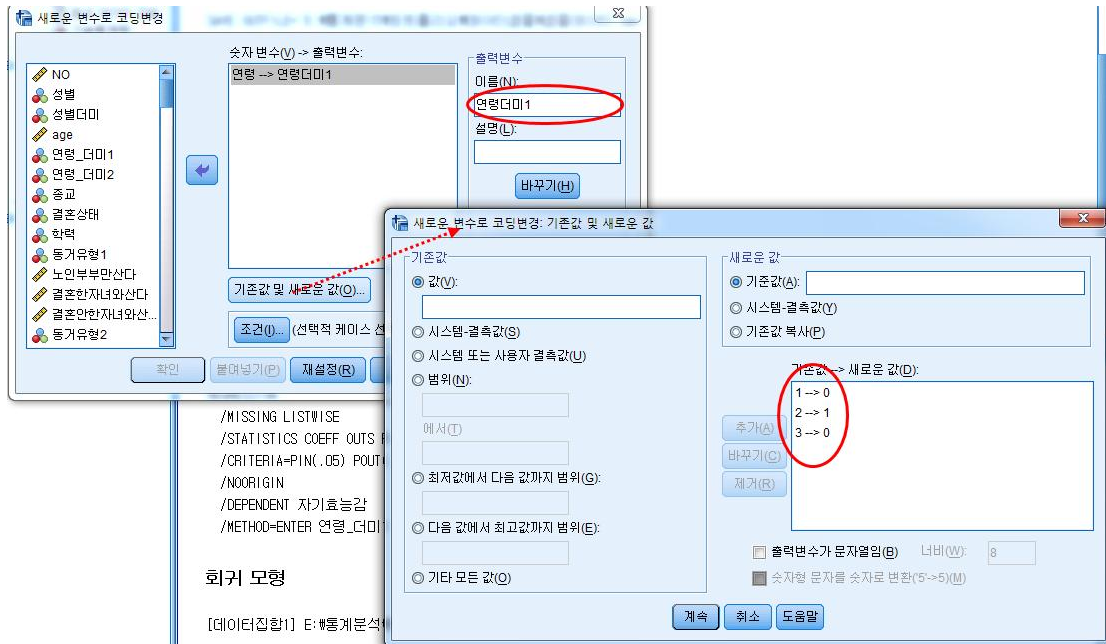 새로운 변수로 코딩변경
숫자 변수(V) -> 출력변수:
연령 --> 연령더미1
NO
성별
성별더미
age
연령_더미1
연령_더미2
종교
결혼상태
학력
동거유형1
노인부부만산다
결혼한자녀와산다
결혼안한자녀와산...
동거유형2
출력변수
이름(N):
연령더미1
설명(L):
바꾸기(H)
기존값 및 새로운 값(O)...
조건(I)... (선택적 케이스 선
확인
붙여넣기(P)
재설정(R)
새로운 변수로 코딩변경: 기존값 및 새로운 값
기존값
값(V):
시스템-결측값(S)
시스템 또는 사용자 결측값(U)
범위(N):
에서(T)
최저값에서 다음 값까지 범위(G):
다음 값에서 최고값까지 범위(E):
기타 모든 값(O)
새로운 값
기준값(A):
시스템-결측값(Y)
기존값 복사(P)
기존값 --> 새로운 값(D):
1 --> 0
2 --> 1
3 --> 0
추가(A)
바꾸기(C)
제거(R)
출력변수가 문자열임(B) 너비(W): 8
숫자형 문자를 숫자로 변환('5'->5)(M)
계속
취소
도움말
/MISSING LISTWISE
/STATISTICS COEFF OUTS
/CRITERIA=PIN(.05)
/NOORIGIN
/DEPENDENT 자기효능감
/METHOD=ENTER 연령_더미
회귀 모형
[데이터집합1] E:\통계분석